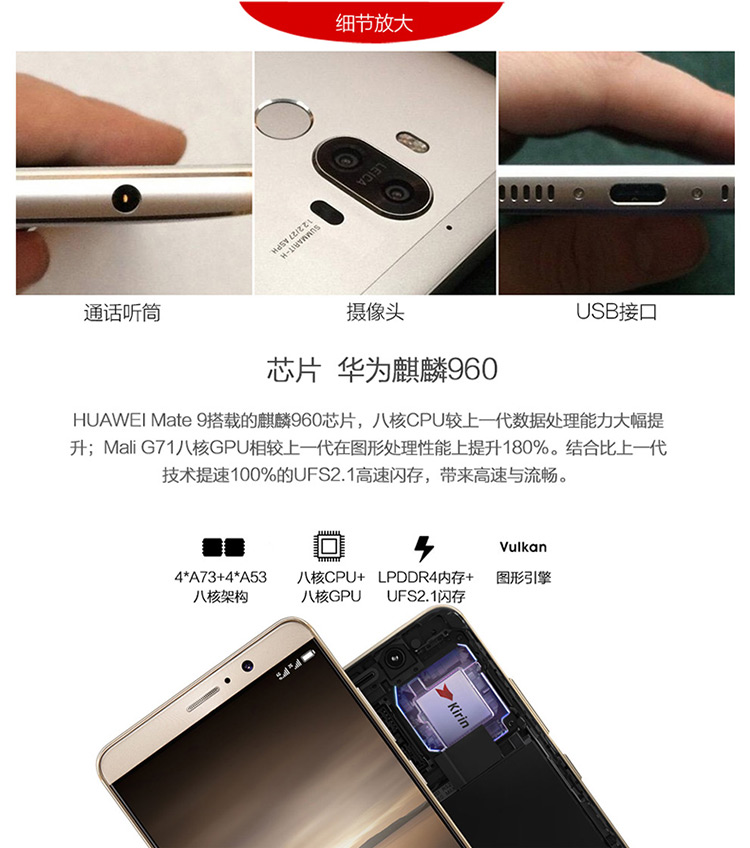 细节放大
LEICA
SUMMARIT-H
1:2.2/27 ASPH
通话听筒
摄像头
USB接口
芯片 华为麒麟960
HUAWEI Mate 9搭载的麒麟960芯片，八核CPU较上一代数据处理能力大幅提
升；Mali G71八核GPU相较上一代在图形处理性能上提升180%。结合比上一代
技术提速100%的UFS2.1高速闪存，带来高速与流畅。
4*A73+4*A53
八核架构
八核CPU+
八核GPU
LPDDR4内存+
UFS2.1闪存
Vulkan
图形引擎
Kirin